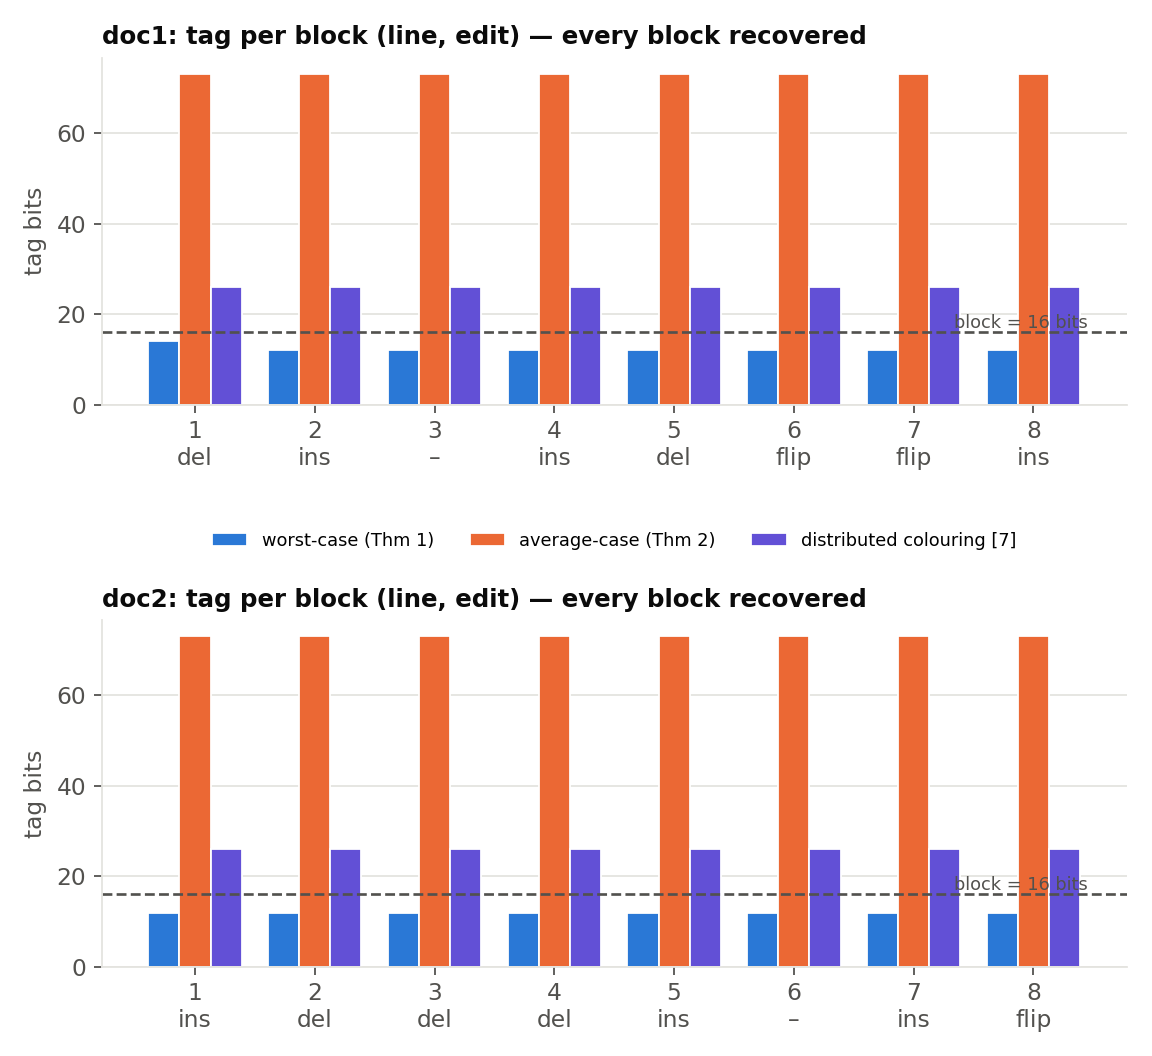 doc1: tag per block (line, edit) — every block recovered
tag bits
60
40
20
0
block = 16 bits
1 2 3 4 5 6 7 8
del ins – ins del flip flip ins
worst-case (Thm 1) average-case (Thm 2) distributed colouring [7]
doc2: tag per block (line, edit) — every block recovered
tag bits
60
40
20
0
block = 16 bits
1 2 3 4 5 6 7 8
ins del del del ins – ins flip